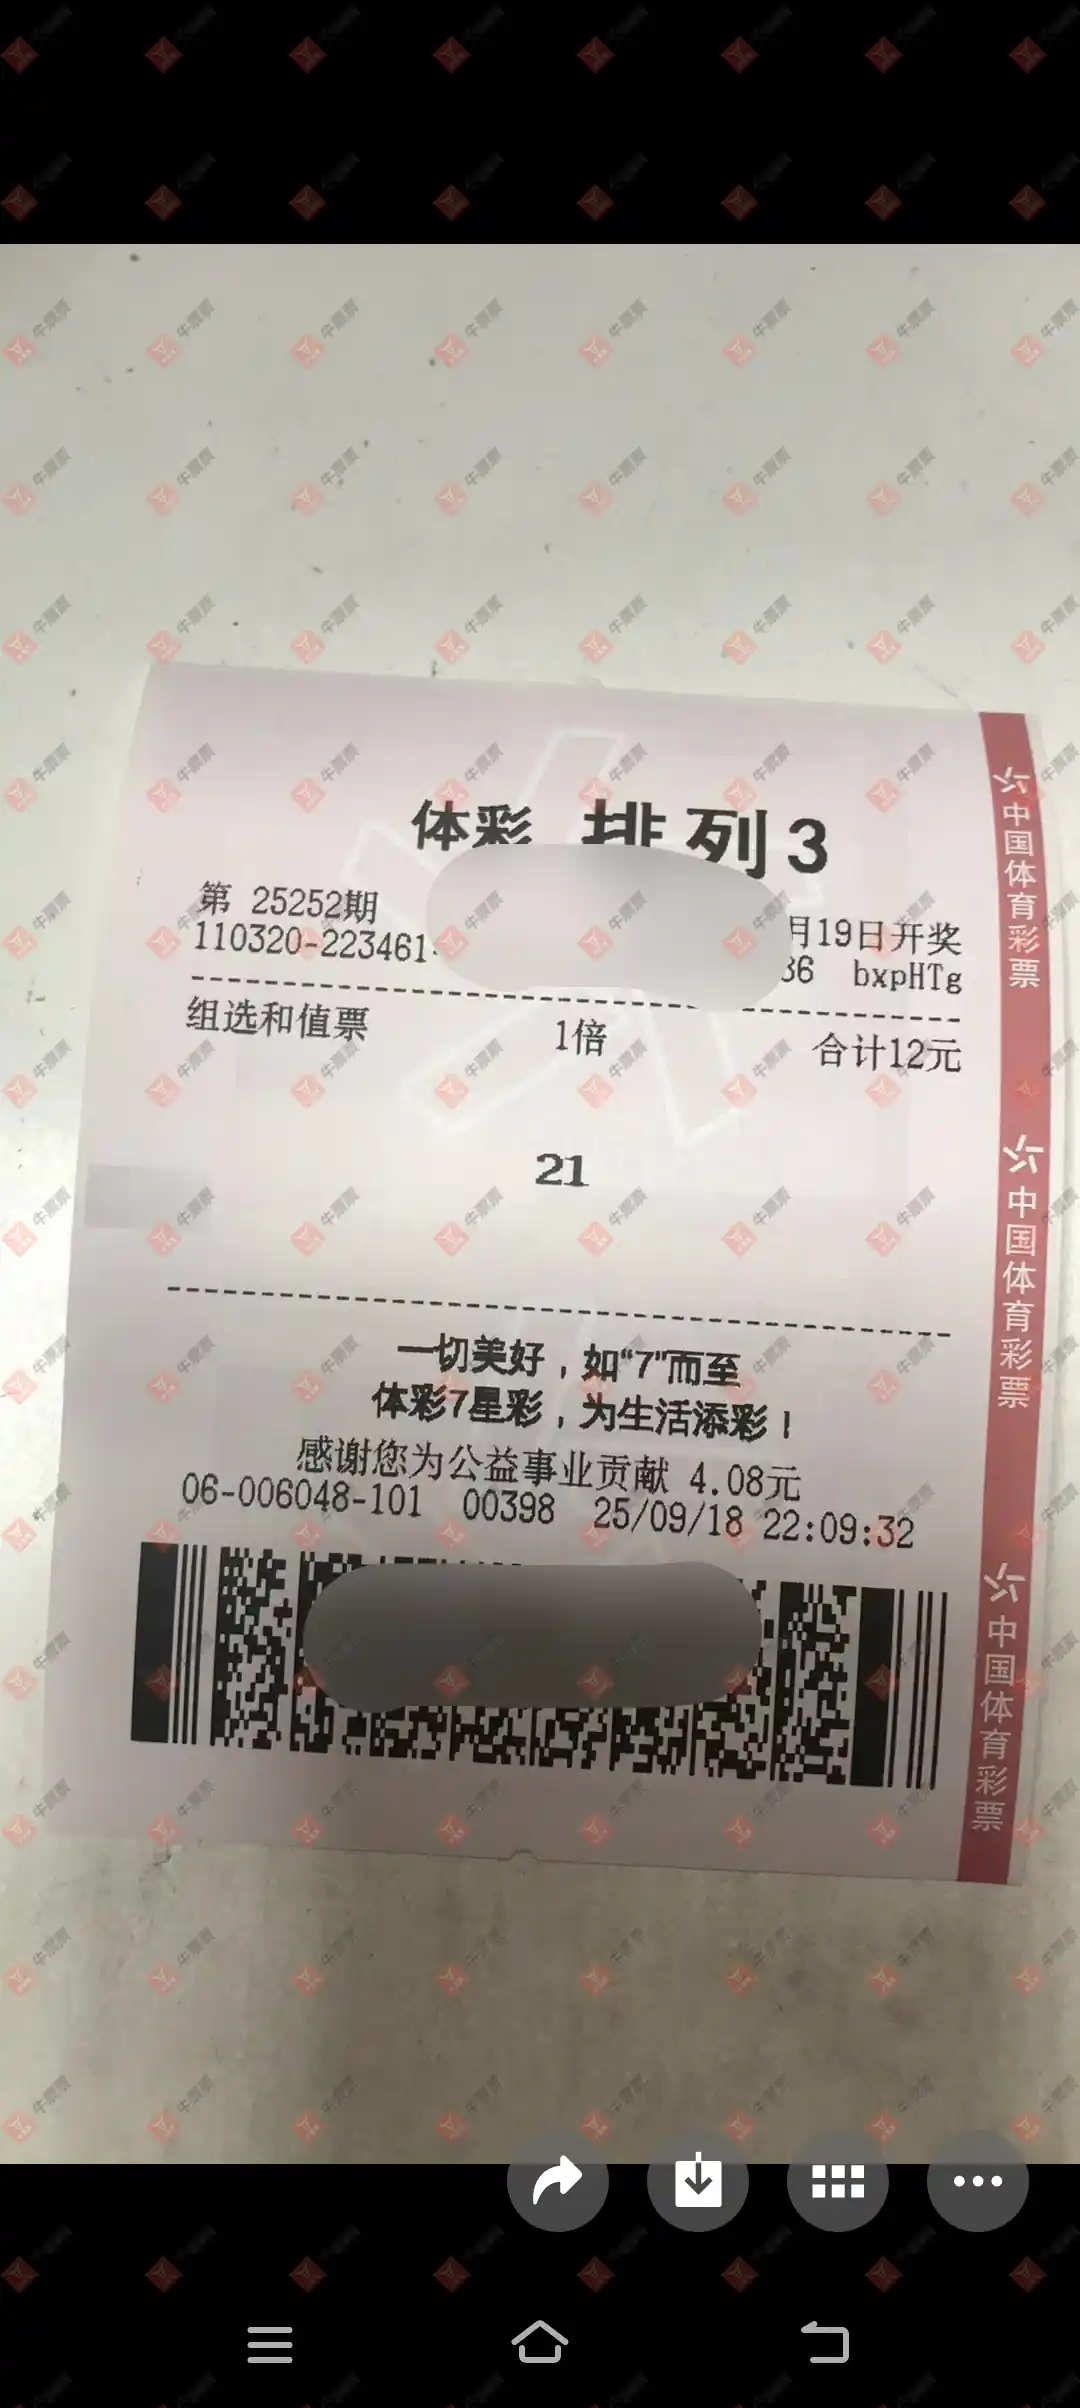 体彩 排列3
第 25252期 月19日开奖
110320-223461- 36 bxpHTg
组选和值票 1倍 合计12元
21
一切美好，如“7”而至
体彩7星彩，为生活添彩！
感谢您为公益事业贡献 4.08元
06-006048-101 00398 25/09/18 22:09:32
中国体育彩票
中国体育彩票
中国体育彩票
牛票票